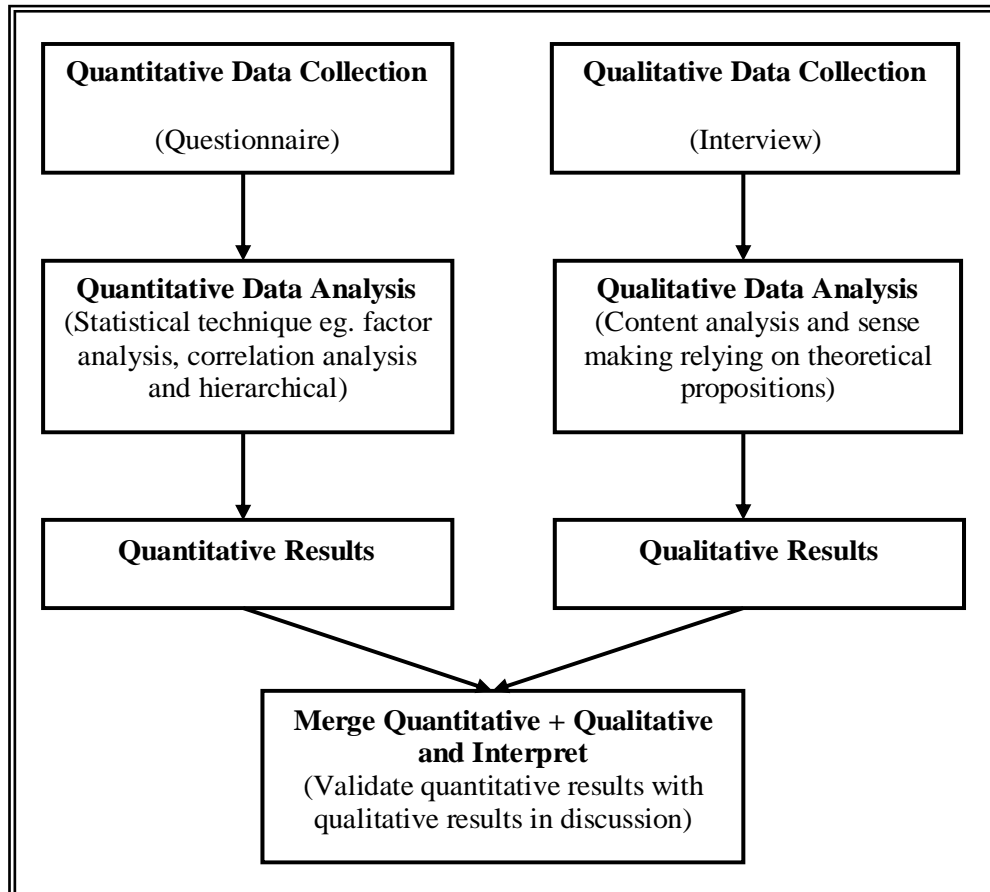 Quantitative Data Collection
(Questionnaire)
Qualitative Data Collection
(Interview)
Quantitative Data Analysis
(Statistical technique eg. factor
analysis, correlation analysis
and hierarchical)
Qualitative Data Analysis
(Content analysis and sense
making relying on theoretical
propositions)
Quantitative Results
Qualitative Results
Merge Quantitative + Qualitative
and Interpret
(Validate quantitative results with
qualitative results in discussion)